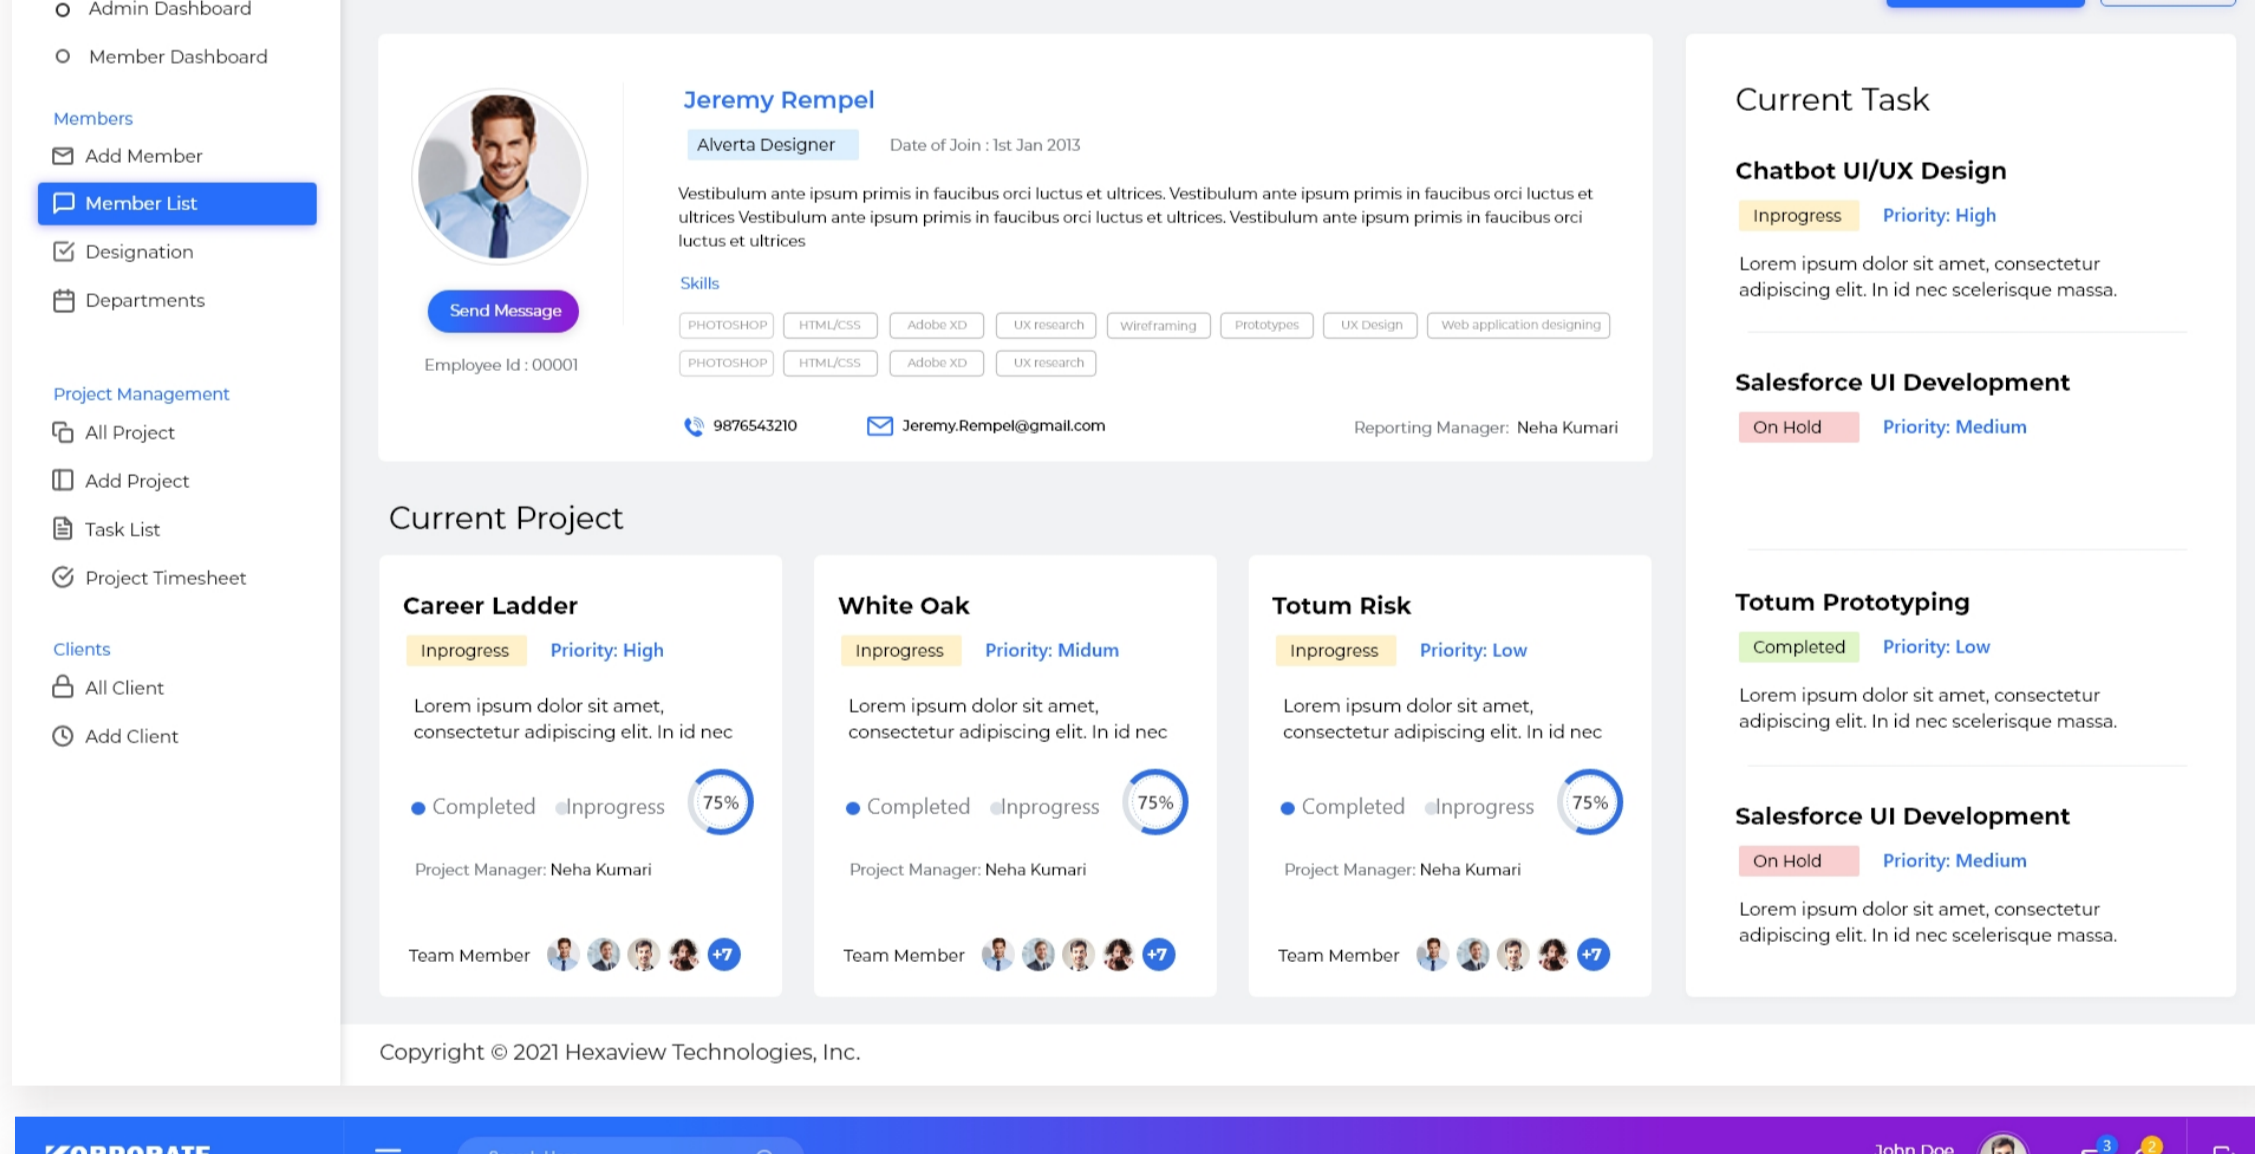 Admin Dashboard
Member Dashboard
Members
Add Member
Member List
Designation
Departments
Project Management
All Project
Add Project
Task List
Project Timesheet
Clients
All Client
Add Client
Send Message
Employee Id : 00001
Jeremy Rempel
Alverta Designer
Date of Join : 1st Jan 2013
Vestibulum ante ipsum primis in faucibus orci luctus et ultrices. Vestibulum ante ipsum primis in faucibus orci luctus et
ultrices Vestibulum ante ipsum primis in faucibus orci luctus et ultrices. Vestibulum ante ipsum primis in faucibus orci
luctus et ultrices
Skills
PHOTOSHOP HTML/CSS Adobe XD UX research Wireframing Prototypes UX Design Web application designing
PHOTOSHOP HTML/CSS Adobe XD UX research
9876543210 Jeremy.Rempel@gmail.com Reporting Manager: Neha Kumari
Current Project
Career Ladder
Inprogress Priority: High
Lorem ipsum dolor sit amet,
consectetur adipiscing elit. In id nec
Completed Inprogress 75%
Project Manager: Neha Kumari
Team Member +7
White Oak
Inprogress Priority: Midum
Lorem ipsum dolor sit amet,
consectetur adipiscing elit. In id nec
Completed Inprogress 75%
Project Manager: Neha Kumari
Team Member +7
Totum Risk
Inprogress Priority: Low
Lorem ipsum dolor sit amet,
consectetur adipiscing elit. In id nec
Completed Inprogress 75%
Project Manager: Neha Kumari
Team Member +7
Current Task
Chatbot UI/UX Design
Inprogress Priority: High
Lorem ipsum dolor sit amet, consectetur
adipiscing elit. In id nec scelerisque massa.
Salesforce UI Development
On Hold Priority: Medium
Totum Prototyping
Completed Priority: Low
Lorem ipsum dolor sit amet, consectetur
adipiscing elit. In id nec scelerisque massa.
Salesforce UI Development
On Hold Priority: Medium
Lorem ipsum dolor sit amet, consectetur
adipiscing elit. In id nec scelerisque massa.
Copyright © 2021 Hexaview Technologies, Inc.
KORPORATE
John Doe 3 2